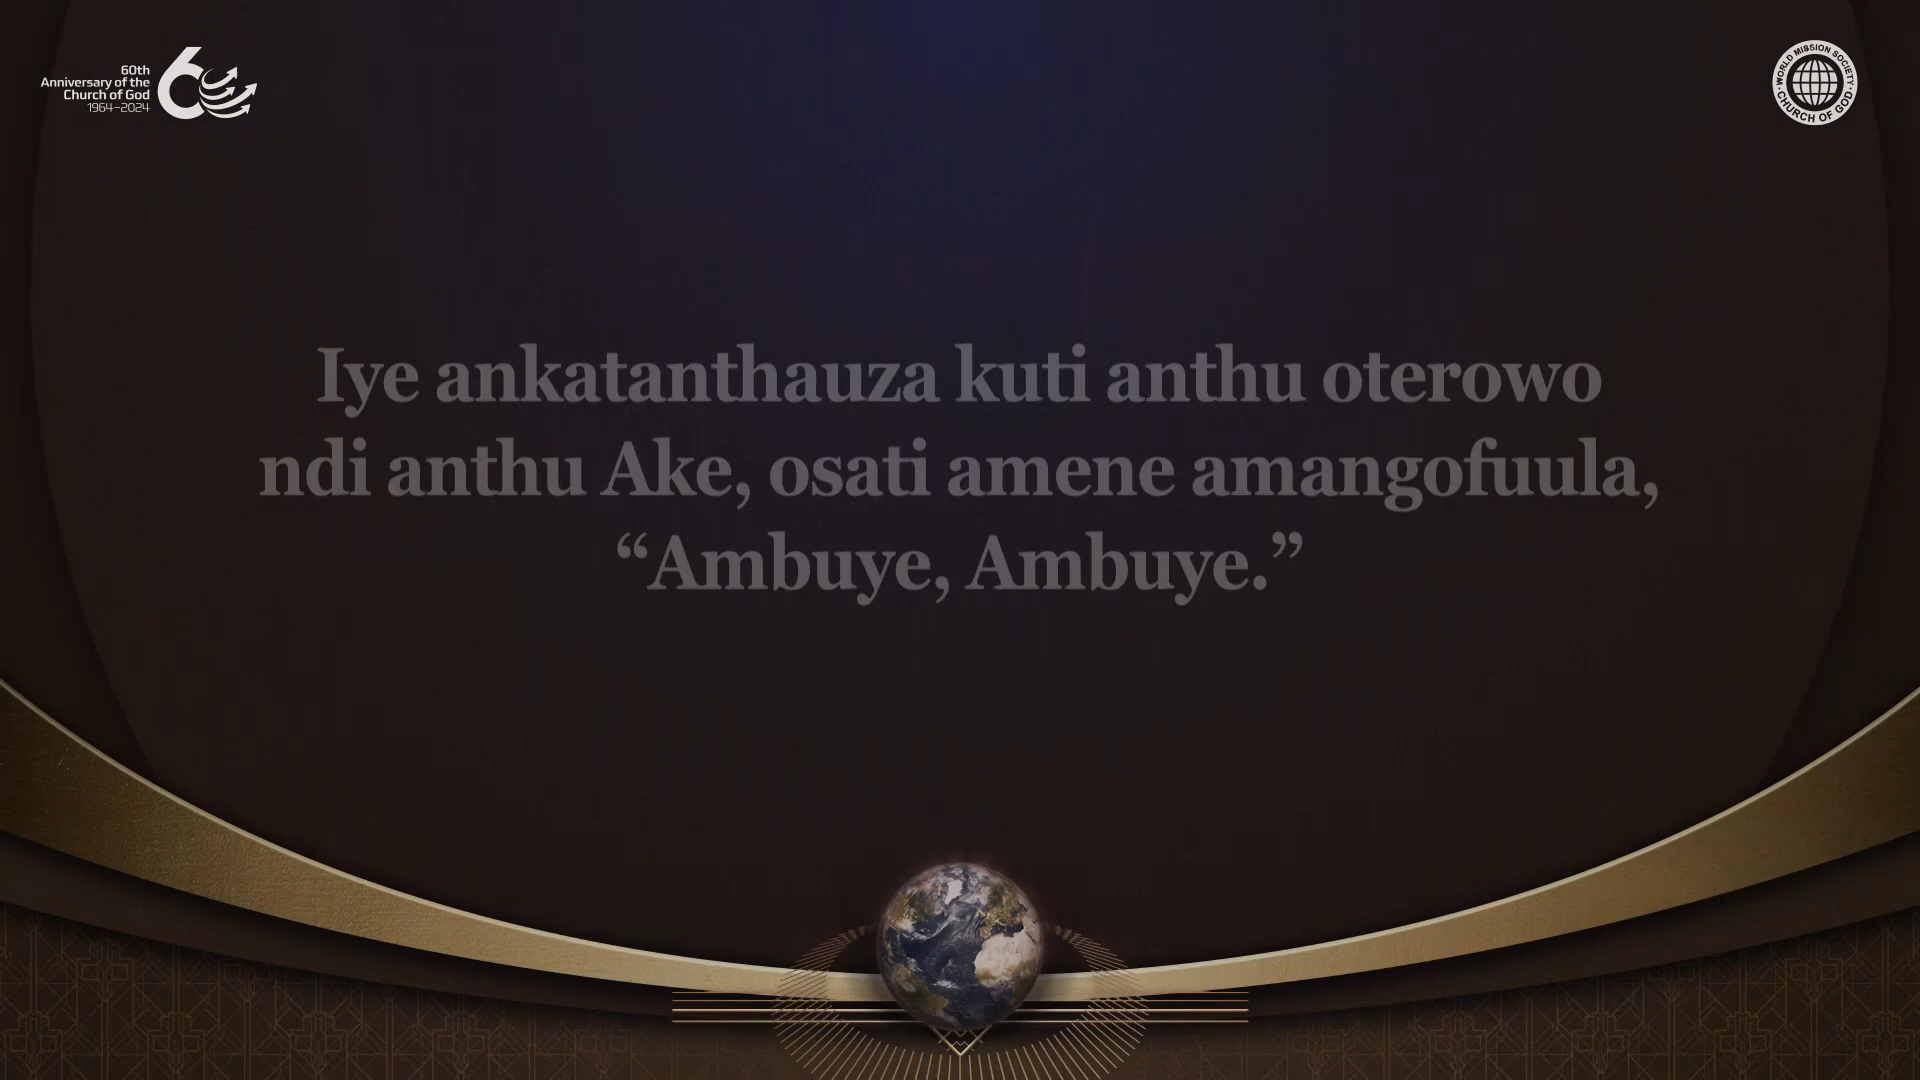 60th
Anniversary of the
Church of God
1964–2024
60
WORLD MISSION SOCIETY
CHURCH OF GOD
Iye ankatanthauza kuti anthu oterowo
ndi anthu Ake, osati amene amangofuula,
“Ambuye, Ambuye.”